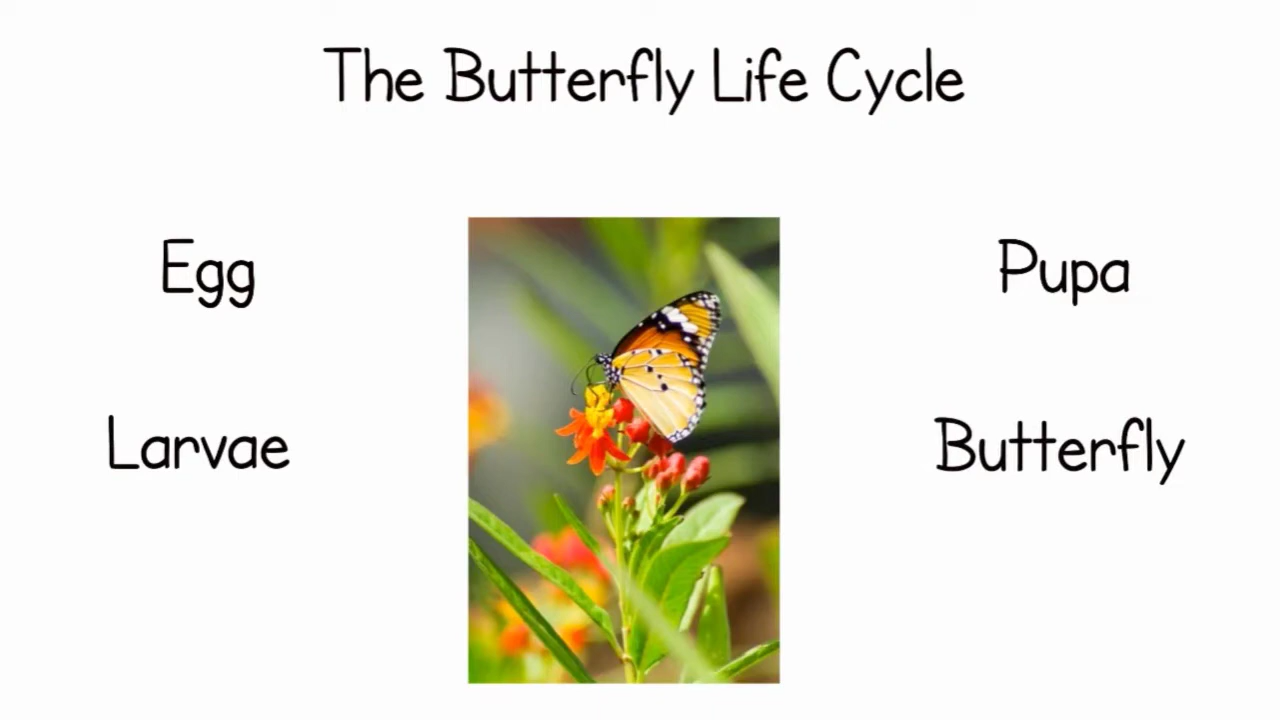 The Butterfly Life Cycle
Egg
Larvae
Pupa
Butterfly